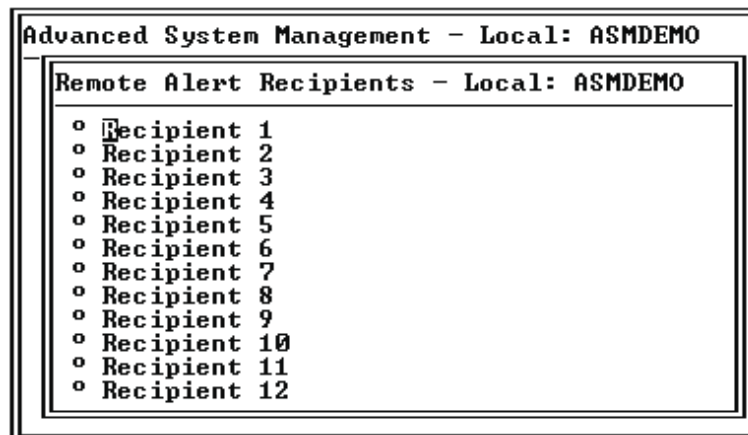 Advanced System Management - Local: ASMDEMO
Remote Alert Recipients - Local: ASMDEMO
º Recipient 1
º Recipient 2
º Recipient 3
º Recipient 4
º Recipient 5
º Recipient 6
º Recipient 7
º Recipient 8
º Recipient 9
º Recipient 10
º Recipient 11
º Recipient 12